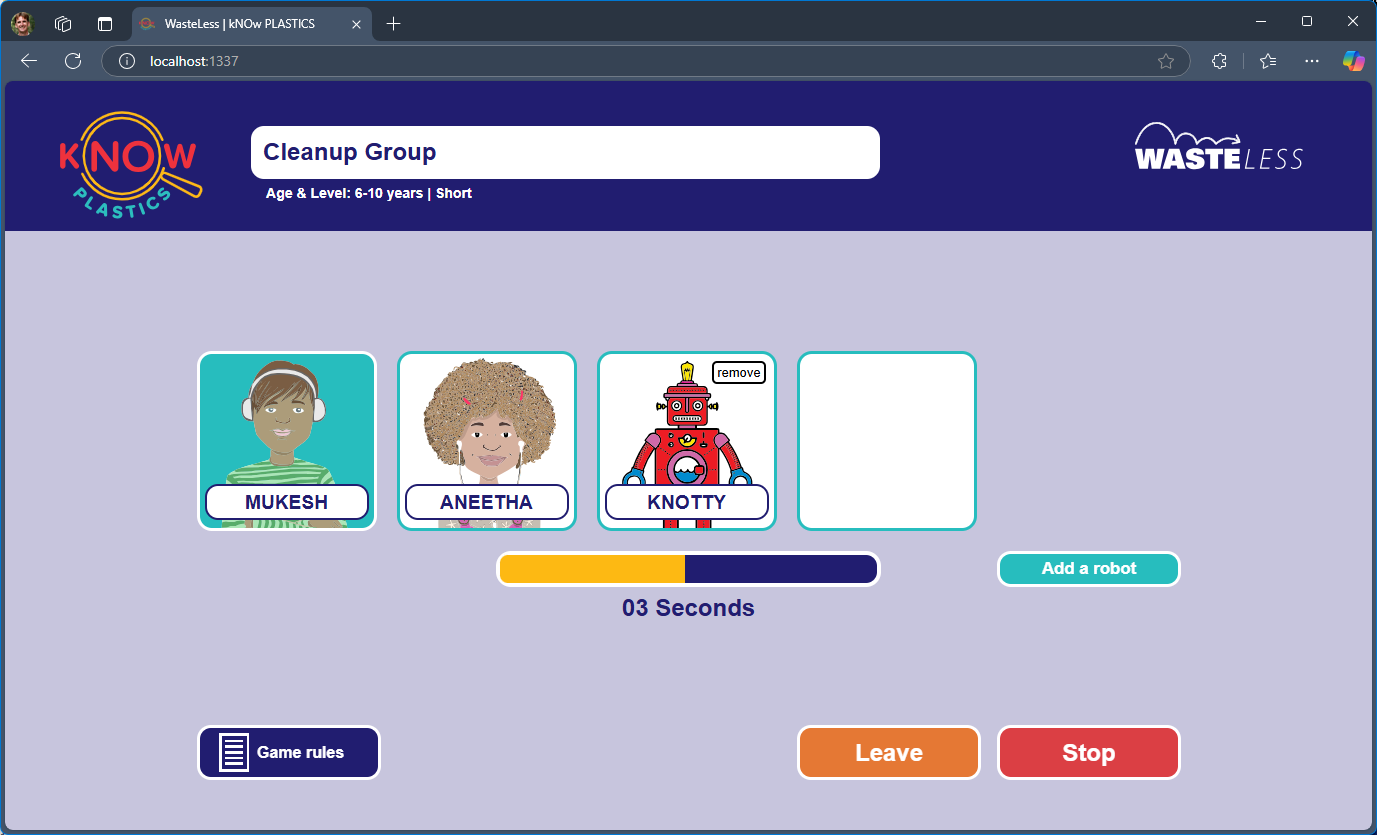 WasteLess | kNOw PLASTICS
localhost:1337
KNOW
PLASTICS
Cleanup Group
Age & Level: 6-10 years | Short
WASTELESS
remove
MUKESH
ANEETHA
KNOTTY
Add a robot
03 Seconds
Game rules
Leave
Stop